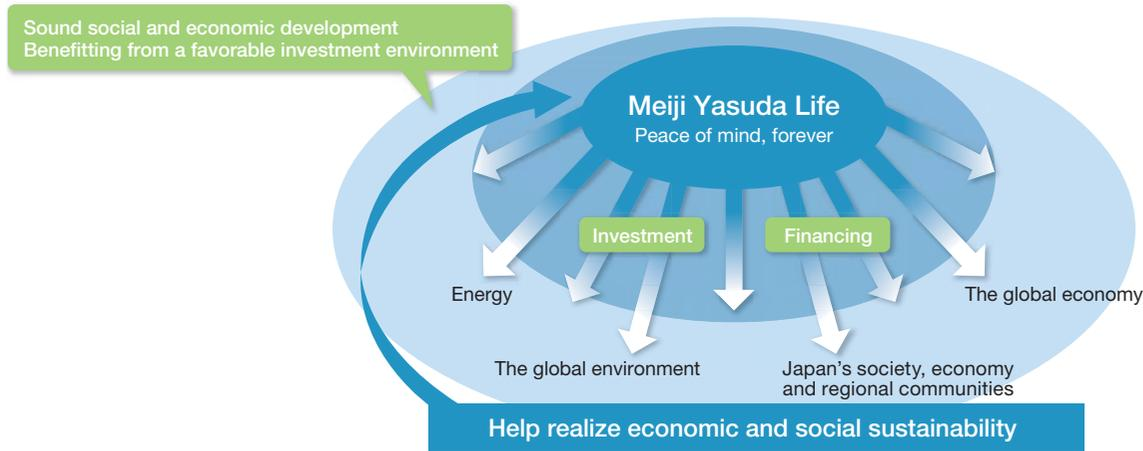 Sound social and economic development
Benefitting from a favorable investment environment
Meiji Yasuda Life
Peace of mind, forever
Investment
Financing
Energy
The global economy
The global environment
Japan's society, economy
and regional communities
Help realize economic and social sustainability